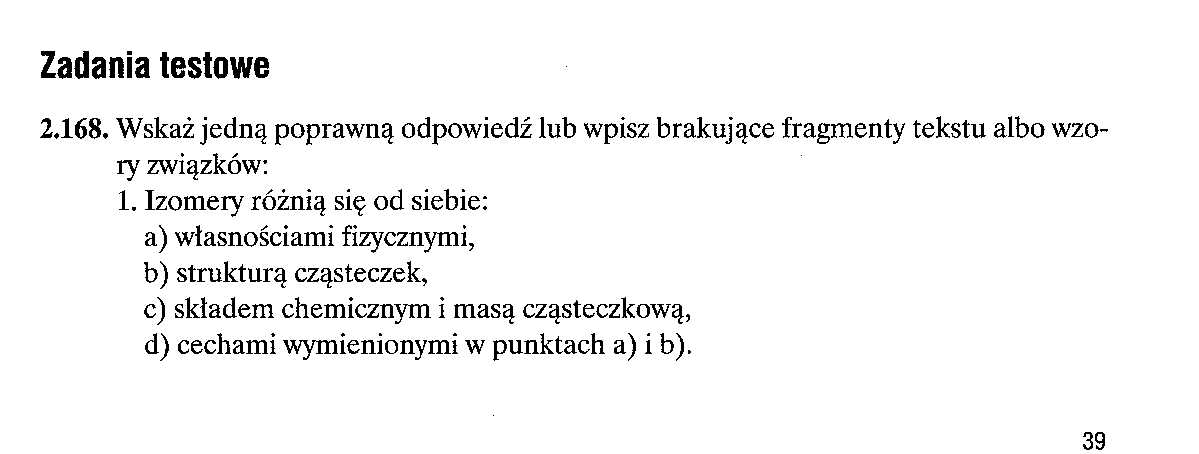 Zadania testowe
2.168. Wskaż jedną poprawną odpowiedź lub wpisz brakujące fragmenty tekstu albo wzo-
ry związków:
1. Izomery różnią się od siebie:
a) własnościami fizycznymi,
b) strukturą cząsteczek,
c) składem chemicznym i masą cząsteczkową,
d) cechami wymienionymi w punktach a) i b).
39